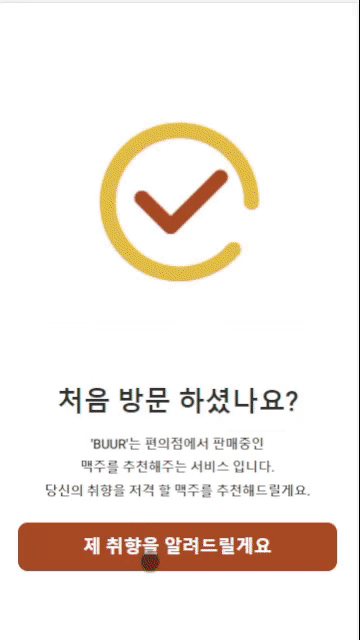 처음 방문 하셨나요?
'BUUR'는 편의점에서 판매중인
맥주를 추천해주는 서비스 입니다.
당신의 취향을 저격 할 맥주를 추천해드릴게요.
제 취향을 알려드릴게요